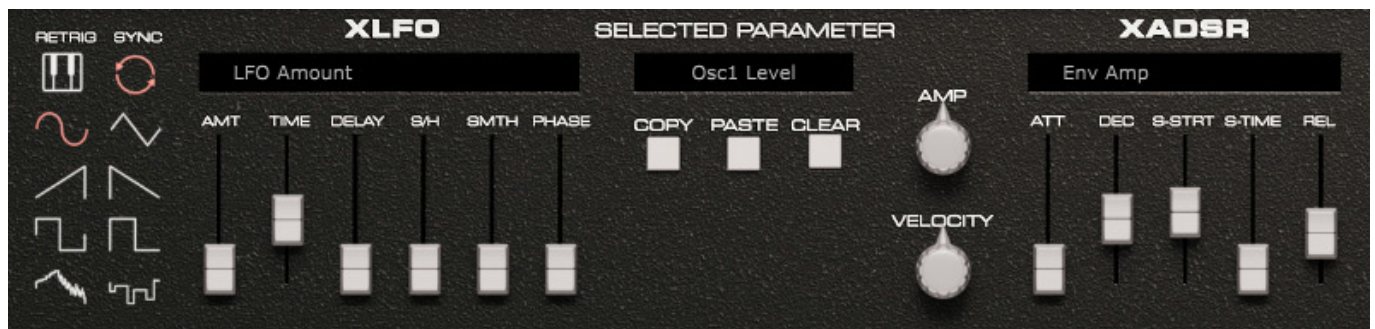 RETRIG SYNC
XLFO
LFO Amount
AMT TIME DELAY S/H SMTH PHASE
SELECTED PARAMETER
Osc1 Level
COPY PASTE CLEAR
AMP
VELOCITY
XADSR
Env Amp
ATT DEC S-STRT S-TIME REL